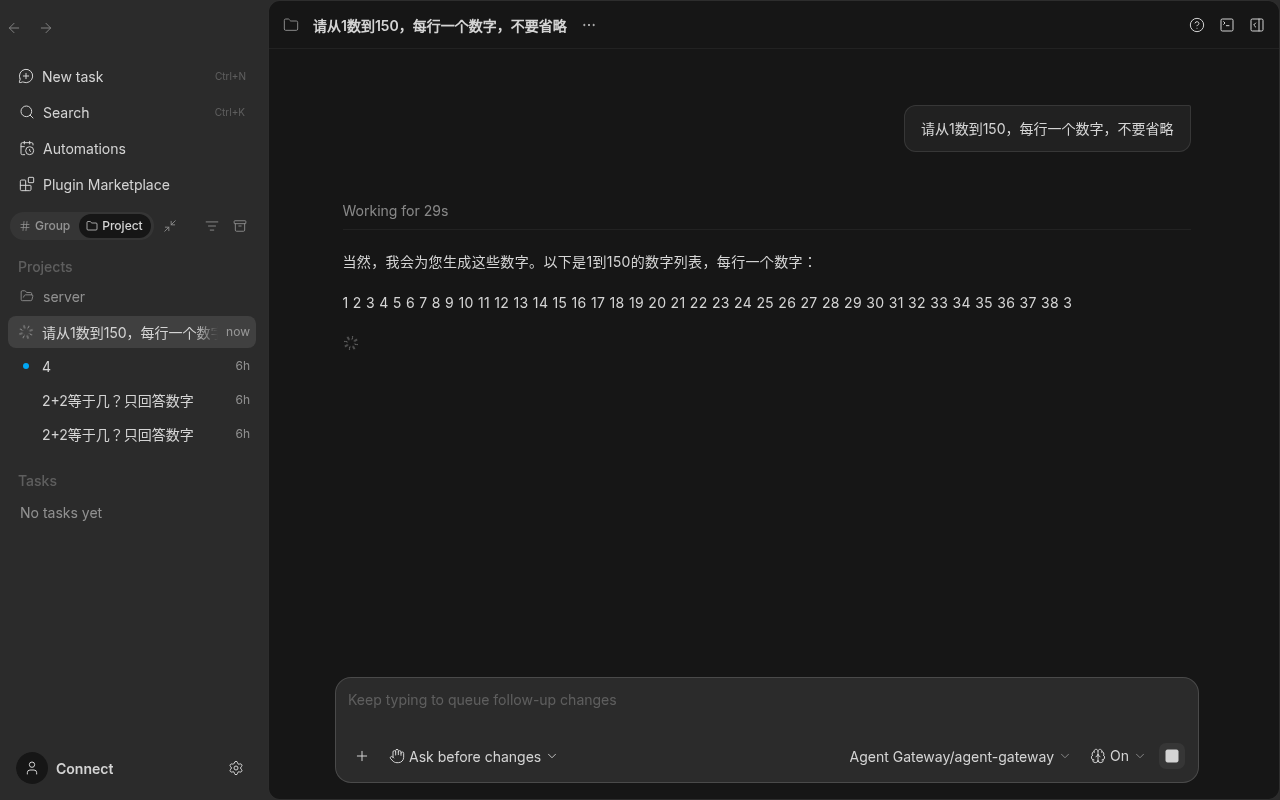 请从1数到150，每行一个数字，不要省略 ···
New task Ctrl+N
Search Ctrl+K
Automations
Plugin Marketplace
Group Project
Projects
server
请从1数到150，每行一个数 now
4 6h
2+2等于几？只回答数字 6h
2+2等于几？只回答数字 6h
Tasks
No tasks yet
Connect
请从1数到150，每行一个数字，不要省略
Working for 29s
当然，我会为您生成这些数字。以下是1到150的数字列表，每行一个数字：
1 2 3 4 5 6 7 8 9 10 11 12 13 14 15 16 17 18 19 20 21 22 23 24 25 26 27 28 29 30 31 32 33 34 35 36 37 38 3
Keep typing to queue follow-up changes
Ask before changes Agent Gateway/agent-gateway On